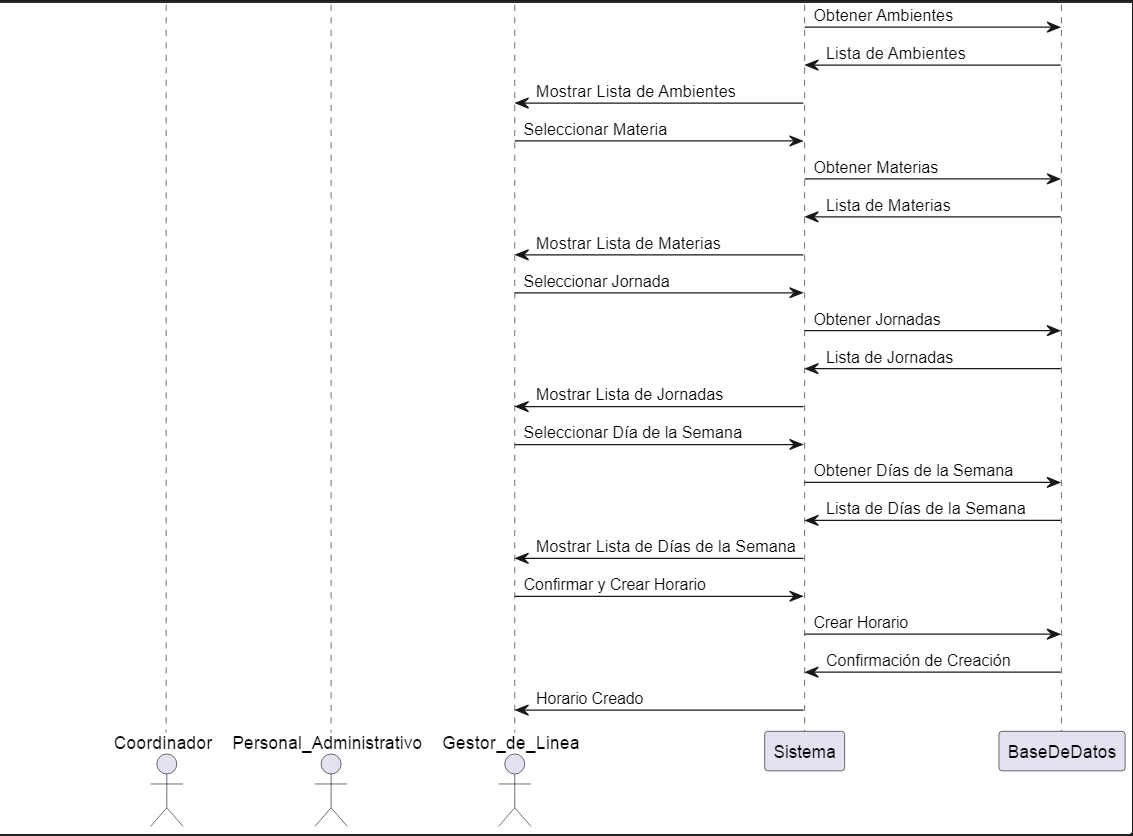 Obtener Ambientes
Lista de Ambientes
Mostrar Lista de Ambientes
Seleccionar Materia
Obtener Materias
Lista de Materias
Mostrar Lista de Materias
Seleccionar Jornada
Obtener Jornadas
Lista de Jornadas
Mostrar Lista de Jornadas
Seleccionar Día de la Semana
Obtener Días de la Semana
Lista de Días de la Semana
Mostrar Lista de Días de la Semana
Confirmar y Crear Horario
Crear Horario
Confirmación de Creación
Horario Creado
Coordinador Personal_Administrativo Gestor_de_Linea Sistema BaseDeDatos